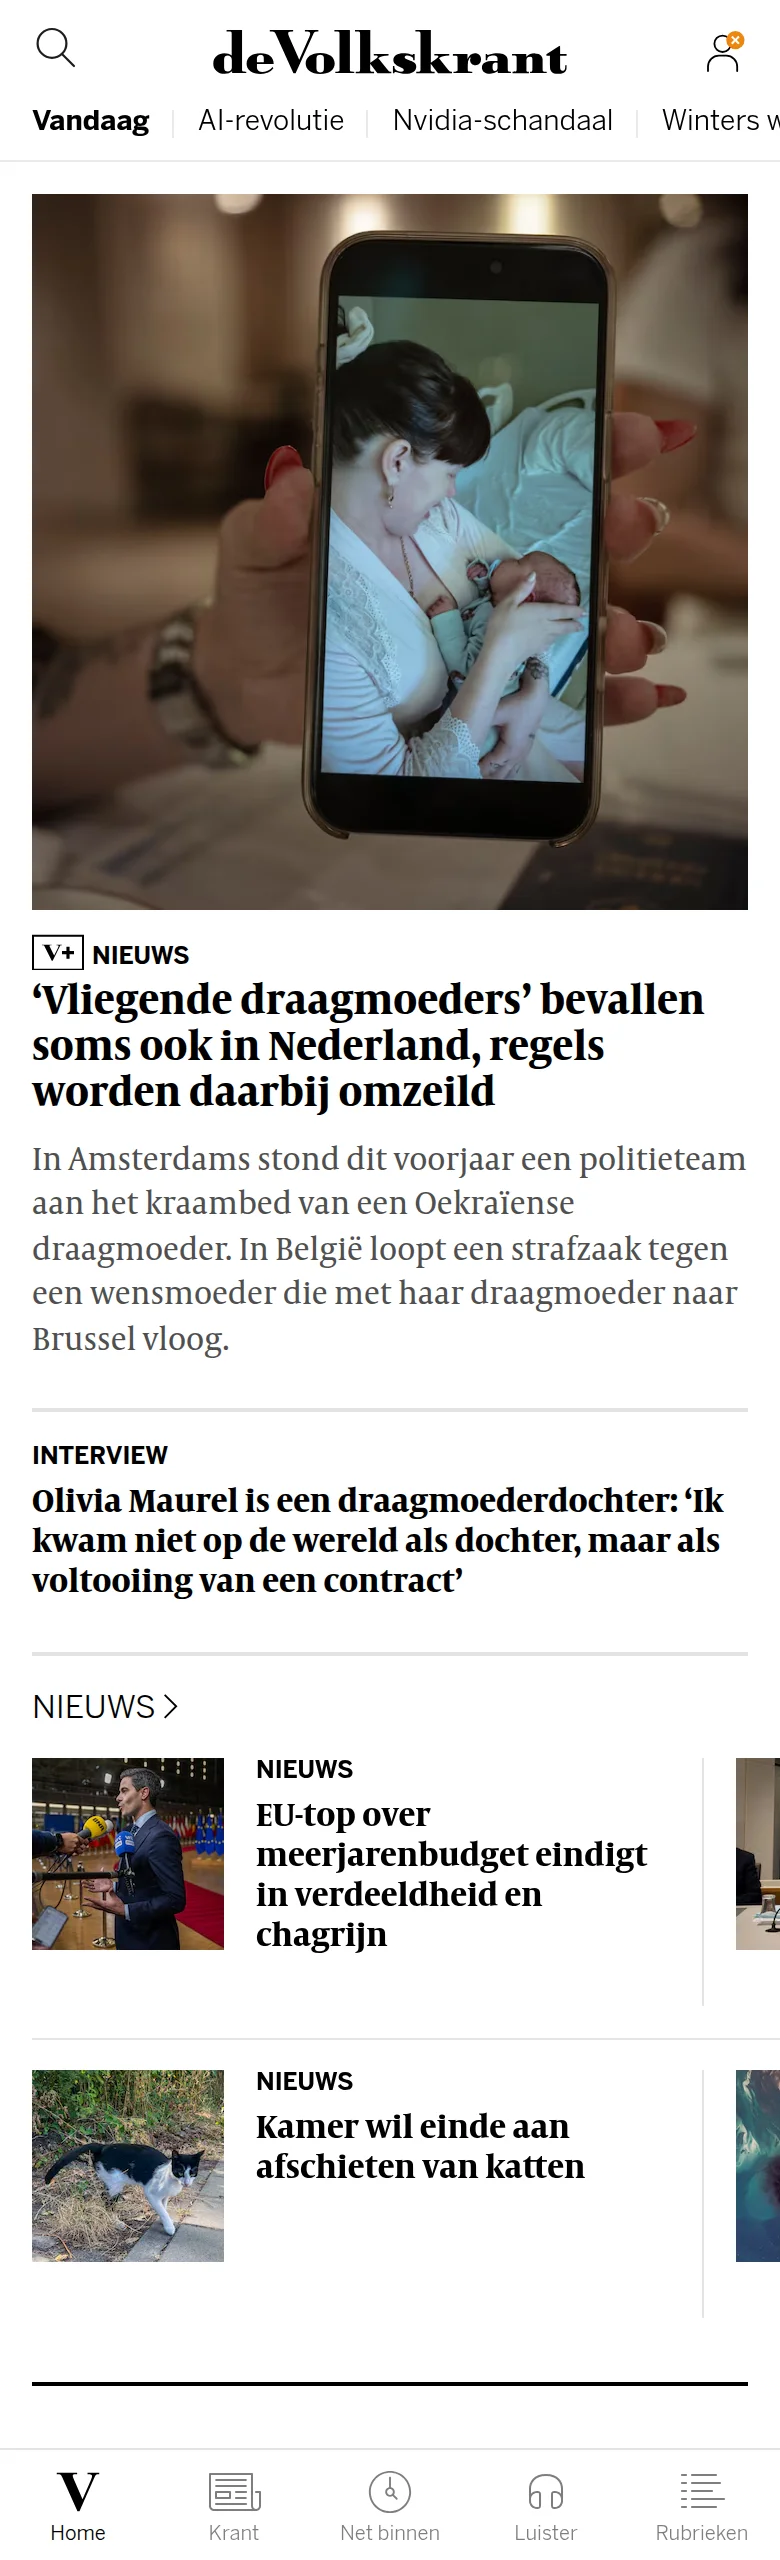 deVolkskrant
Vandaag
AI-revolutie
Nvidia-schandaal
Winters
V+ NIEUWS
‘Vliegende draagmoeders’ bevallen
soms ook in Nederland, regels
worden daarbij omzeild
In Amsterdams stond dit voorjaar een politieteam
aan het kraambed van een Oekraïense
draagmoeder. In België loopt een strafzaak tegen
een wensmoeder die met haar draagmoeder naar
Brussel vloog.
INTERVIEW
Olivia Maurel is een draagmoederdochter: ‘Ik
kwam niet op de wereld als dochter, maar als
voltooiing van een contract’
NIEUWS
NIEUWS
EU-top over
meerjarenbudget eindigt
in verdeeldheid en
chagrijn
NIEUWS
Kamer wil einde aan
afschieten van katten
V
Home
Krant
Net binnen
Luister
Rubrieken